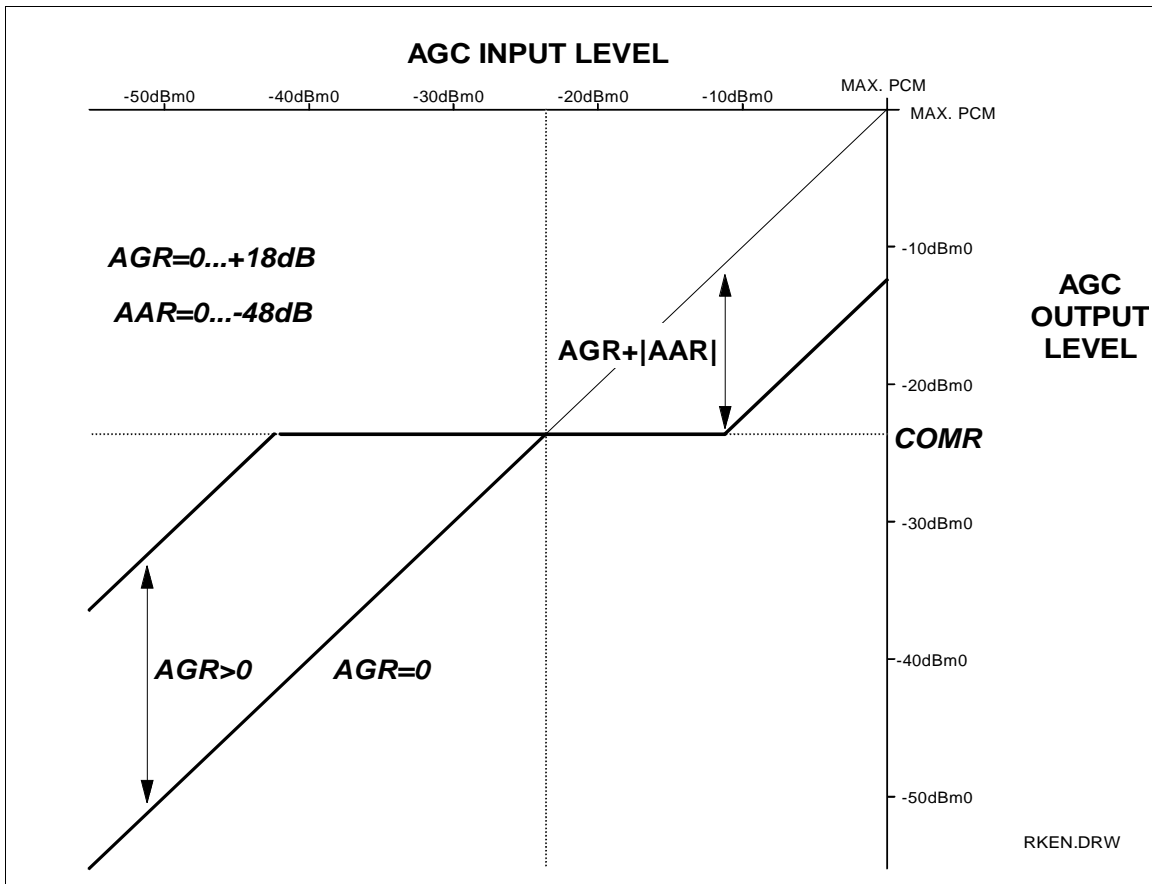 AGC INPUT LEVEL
MAX. PCM
-50dBm0 -40dBm0 -30dBm0 -20dBm0 -10dBm0
MAX. PCM
AGR=0...+18dB
-10dBm0
AAR=0...-48dB
AGC
OUTPUT
LEVEL
AGR+|AAR|
-20dBm0
COMR
-30dBm0
AGR>0
AGR=0
-40dBm0
-50dBm0
RKEN.DRW